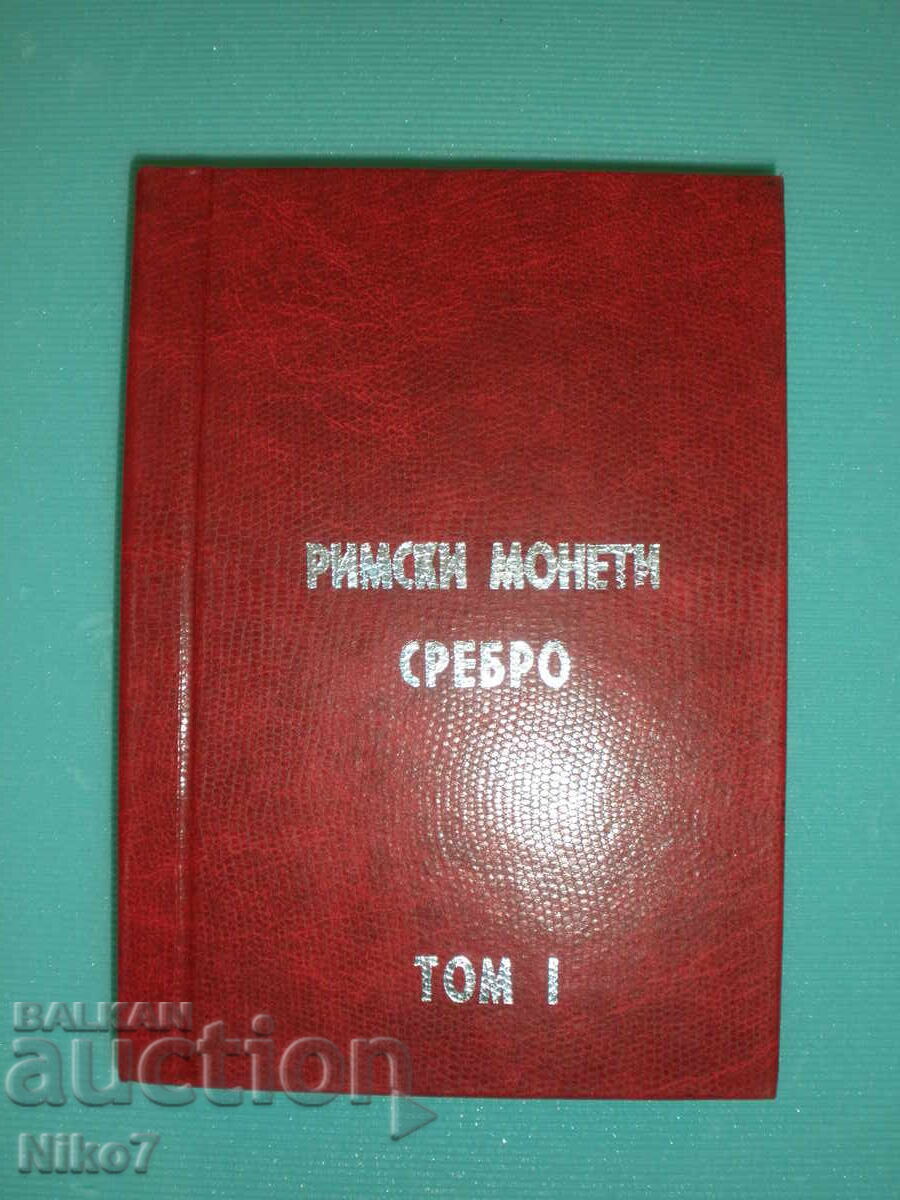 РИМСКИ МОНЕТИ
СРЕБРО
ТОМ I
BALKAN
auction
Niko7